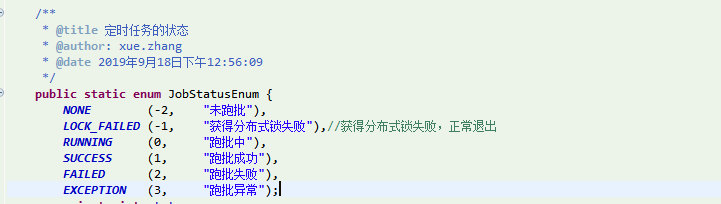 /**
 * @title 定时任务的状态
 * @author: xue.zhang
 * @date 2019年9月18日下午12:56:09
 */
public static enum JobStatusEnum {
    NONE        (-2,    "未跑批"),
    LOCK_FAILED (-1,    "获得分布式锁失败"),//获得分布式锁失败，正常退出
    RUNNING     (0,     "跑批中"),
    SUCCESS     (1,     "跑批成功"),
    FAILED      (2,     "跑批失败"),
    EXCEPTION   (3,     "跑批异常");